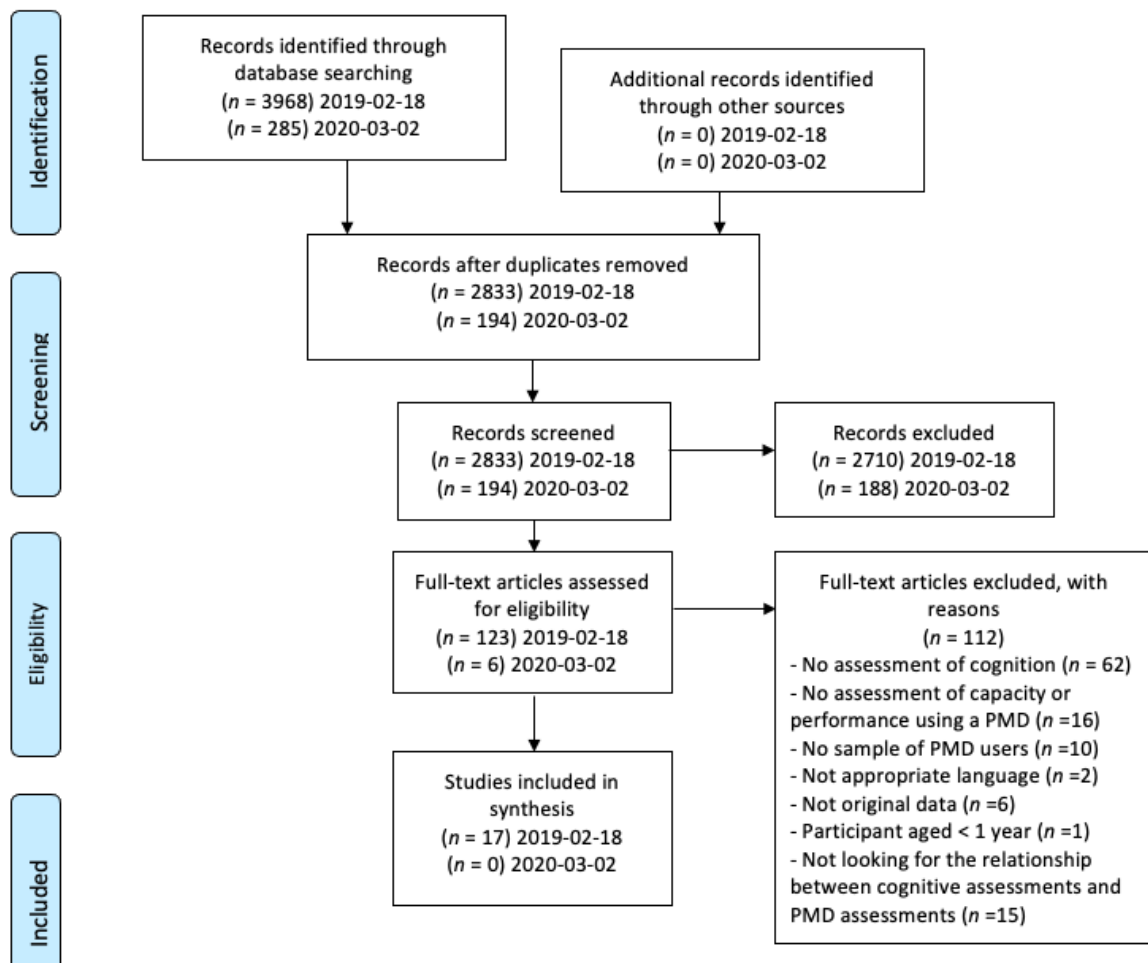 Identification
Records identified through
database searching
(n = 3968) 2019-02-18
(n = 285) 2020-03-02
Additional records identified
through other sources
(n = 0) 2019-02-18
(n = 0) 2020-03-02
Records after duplicates removed
(n = 2833) 2019-02-18
(n = 194) 2020-03-02
Screening
Records screened
(n = 2833) 2019-02-18
(n = 194) 2020-03-02
Records excluded
(n = 2710) 2019-02-18
(n = 188) 2020-03-02
Eligibility
Full-text articles assessed
for eligibility
(n = 123) 2019-02-18
(n = 6) 2020-03-02
Full-text articles excluded, with
reasons
(n = 112)
- No assessment of cognition (n = 62)
- No assessment of capacity or
performance using a PMD (n =16)
- No sample of PMD users (n =10)
- Not appropriate language (n =2)
- Not original data (n =6)
- Participant aged < 1 year (n =1)
- Not looking for the relationship
between cognitive assessments and
PMD assessments (n =15)
Included
Studies included in
synthesis
(n = 17) 2019-02-18
(n = 0) 2020-03-02